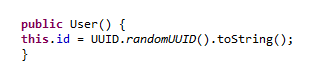 public User() {
this.id = UUID.randomUUID().toString();
}